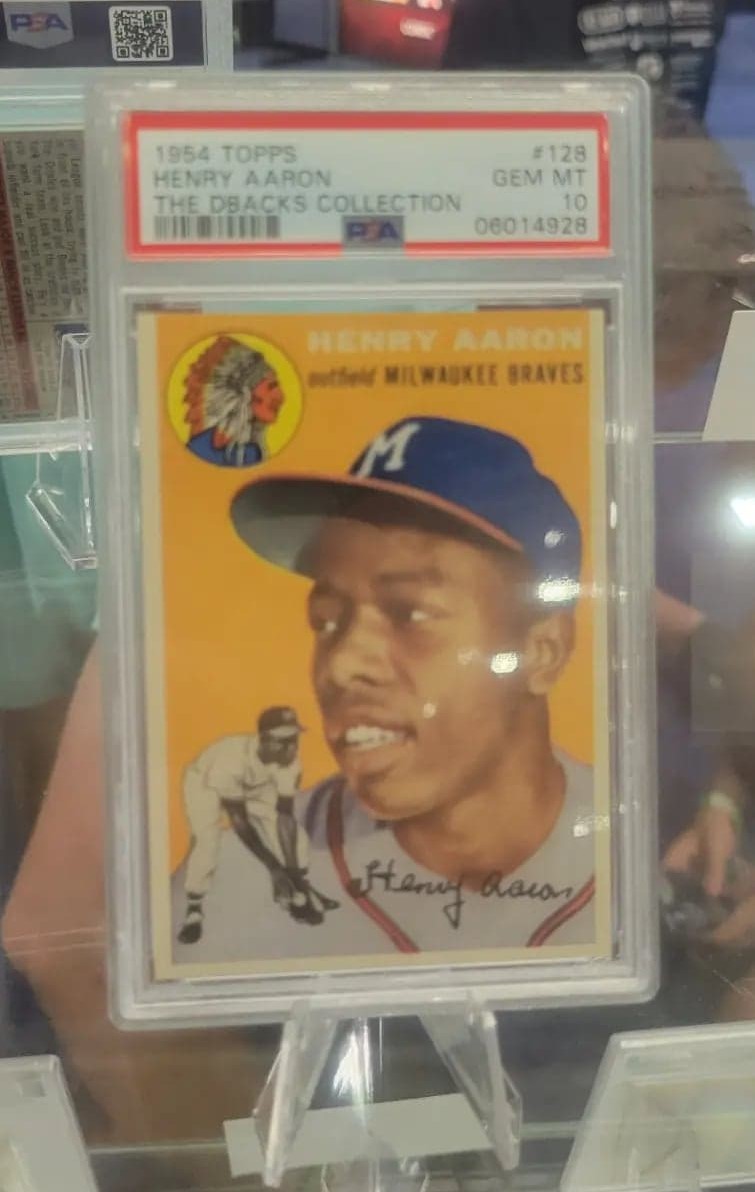 PSA
1954 TOPPS #128
HENRY AARON GEM MT
THE DBACKS COLLECTION 10
PSA 06014928
HENRY AARON
outfield MILWAUKEE BRAVES
M
Henry Aaron